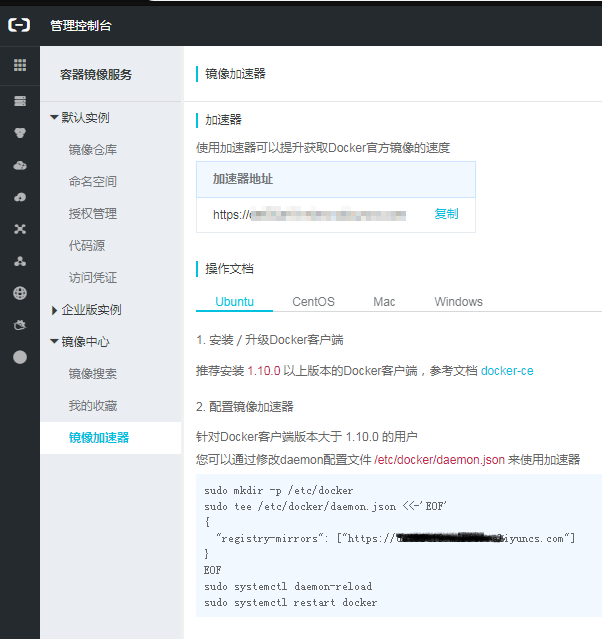 管理控制台
容器镜像服务
默认实例
镜像仓库
命名空间
授权管理
代码源
访问凭证
企业版实例
镜像中心
镜像搜索
我的收藏
镜像加速器
镜像加速器
加速器
使用加速器可以提升获取Docker官方镜像的速度
加速器地址
https:// 复制
操作文档
Ubuntu CentOS Mac Windows
1. 安装 / 升级Docker客户端
推荐安装 1.10.0 以上版本的Docker客户端，参考文档 docker-ce
2. 配置镜像加速器
针对Docker客户端版本大于 1.10.0 的用户
您可以通过修改daemon配置文件 /etc/docker/daemon.json 来使用加速器
sudo mkdir -p /etc/docker
sudo tee /etc/docker/daemon.json <<-'EOF'
{
"registry-mirrors": ["https:// iyuncs.com"]
}
EOF
sudo systemctl daemon-reload
sudo systemctl restart docker